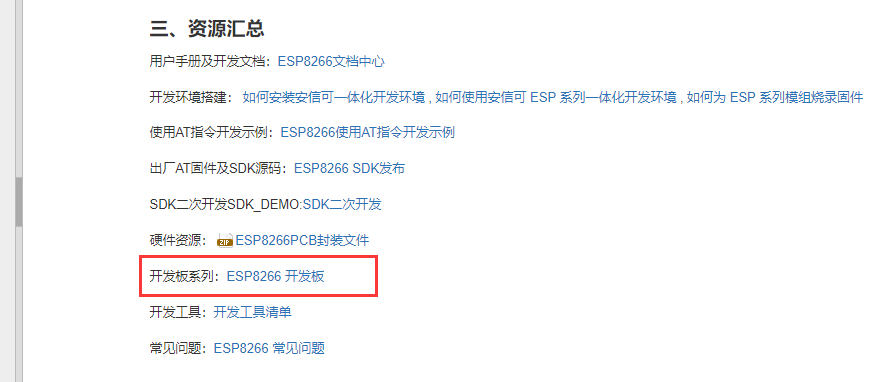 三、资源汇总
用户手册及开发文档：ESP8266文档中心
开发环境搭建： 如何安装安信可一体化开发环境 , 如何使用安信可 ESP 系列一体化开发环境 , 如何为 ESP 系列模组烧录固件
使用AT指令开发示例：ESP8266使用AT指令开发示例
出厂AT固件及SDK源码：ESP8266 SDK发布
SDK二次开发SDK_DEMO:SDK二次开发
硬件资源： ZIP ESP8266PCB封装文件
开发板系列：ESP8266 开发板
开发工具：开发工具清单
常见问题：ESP8266 常见问题